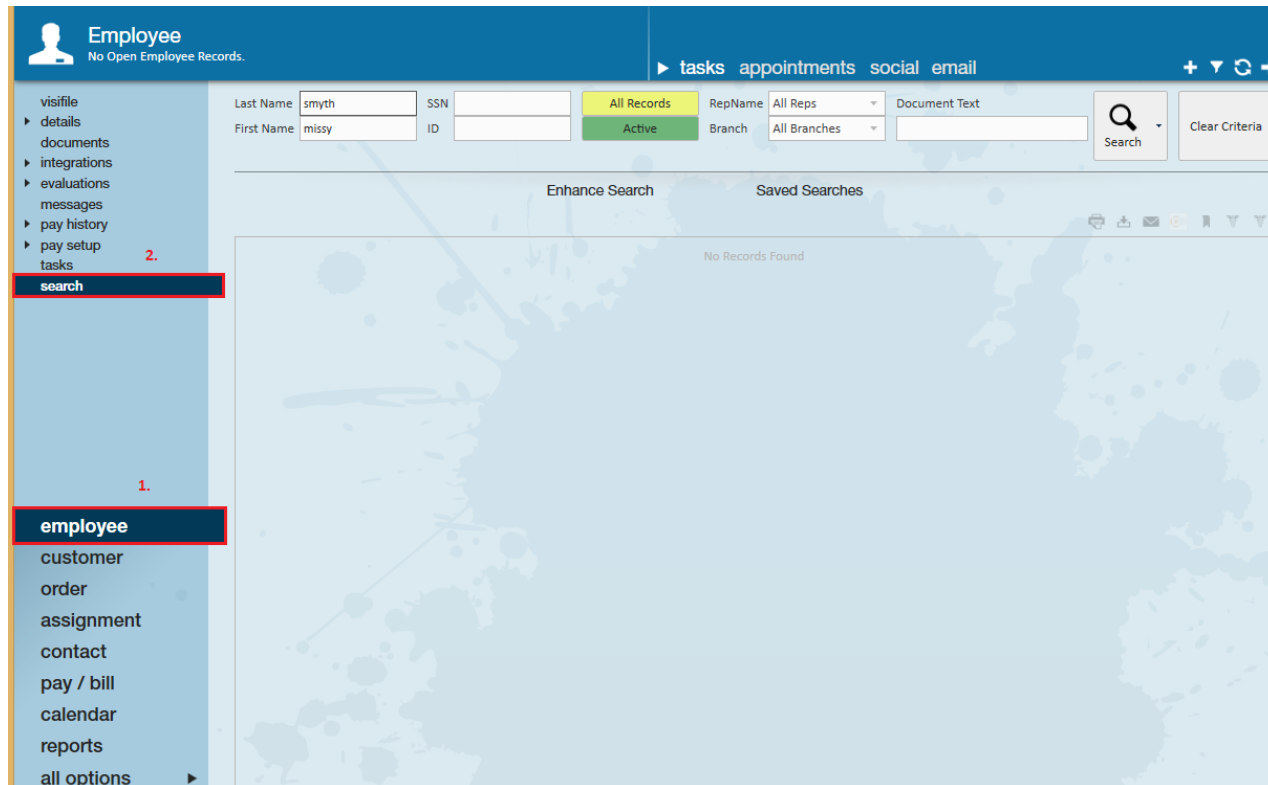 Employee
No Open Employee Records.
tasks appointments social email
visifile
details
documents
integrations
evaluations
messages
pay history
pay setup
tasks
2.
search
Last Name smyth SSN All Records RepName All Reps Document Text
First Name missy ID Active Branch All Branches
Search
Clear Criteria
Enhance Search Saved Searches
No Records Found
1.
employee
customer
order
assignment
contact
pay / bill
calendar
reports
all options